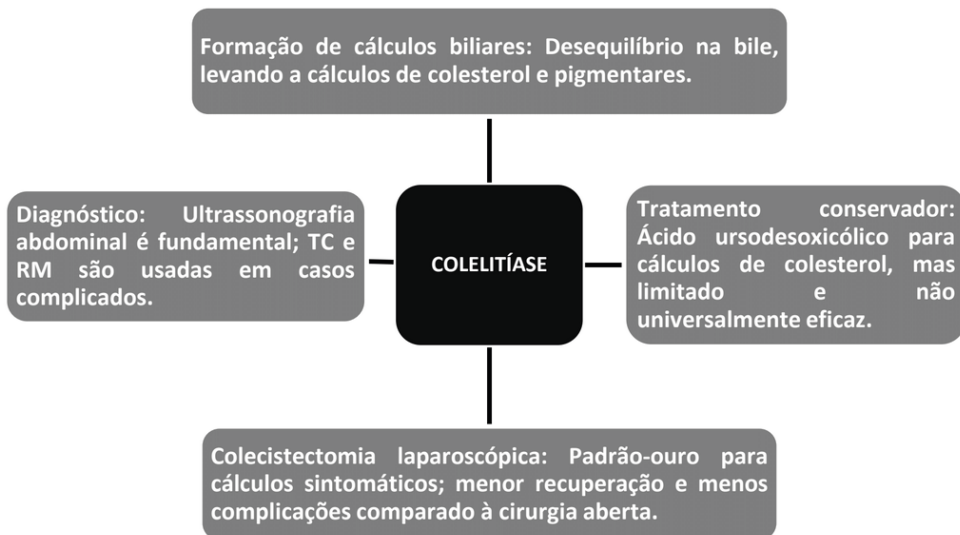 Formação de cálculos biliares: Desequilíbrio na bile,
levando a cálculos de colesterol e pigmentares.
Diagnóstico: Ultrassonografia
abdominal é fundamental; TC e
RM são usadas em casos
complicados.
COLELITÍASE
Tratamento conservador:
Ácido ursodesoxicólico para
cálculos de colesterol, mas
limitado e não
universalmente eficaz.
Colecistectomia laparoscópica: Padrão-ouro para
cálculos sintomáticos; menor recuperação e menos
complicações comparado à cirurgia aberta.